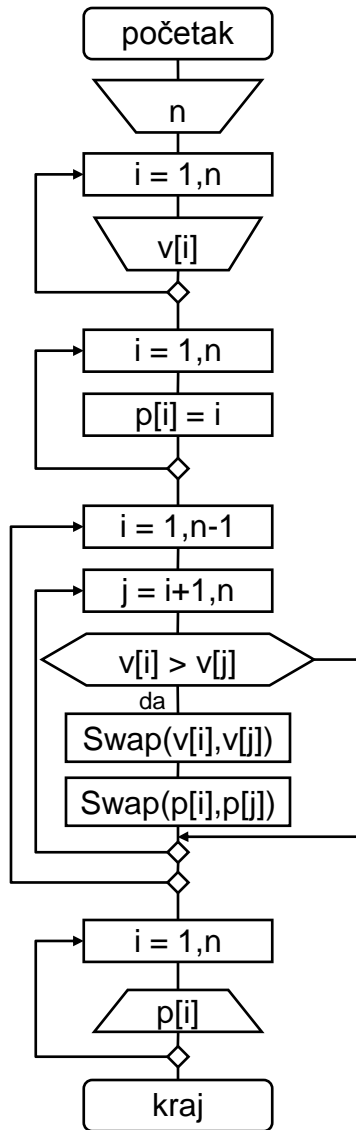 početak
n
i = 1,n
v[i]
i = 1,n
p[i] = i
i = 1,n-1
j = i+1,n
v[i] > v[j]
da
Swap(v[i],v[j])
Swap(p[i],p[j])
i = 1,n
p[i]
kraj